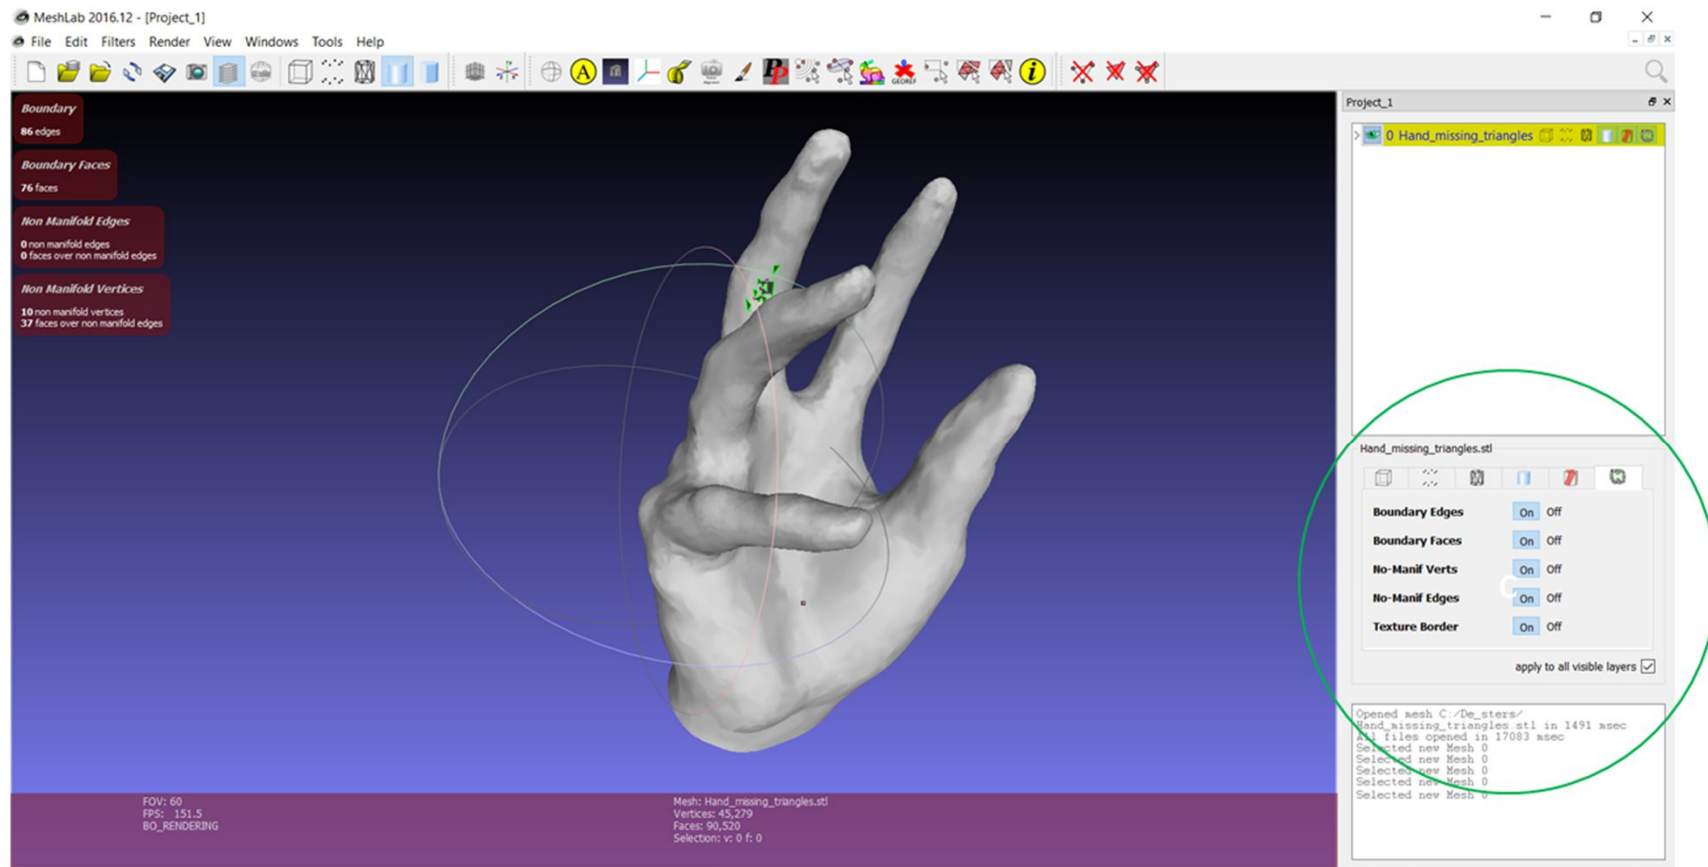 MeshLab 2016.12 - [Project_1]
File Edit Filters Render View Windows Tools Help
A
PP
GEOREF
i
Boundary
86 edges
Boundary Faces
76 faces
Non Manifold Edges
0 non manifold edges
0 faces over non manifold edges
Non Manifold Vertices
10 non manifold vertices
37 faces over non manifold edges
Project_1
0 Hand_missing_triangles
Hand_missing_triangles.stl
Boundary Edges On Off
Boundary Faces On Off
No-Manif Verts On Off
C
No-Manif Edges On Off
Texture Border On Off
apply to all visible layers
Opened mesh C:/De_sters/
Hand_missing_triangles.stl in 1491 msec
All files opened in 17083 msec
Selected new Mesh 0
Selected new Mesh 0
Selected new Mesh 0
Selected new Mesh 0
Selected new Mesh 0
FOV: 60
FPS: 151.5
BO_RENDERING
Mesh: Hand_missing_triangles.stl
Vertices: 45,279
Faces: 90,520
Selection: v: 0 f: 0